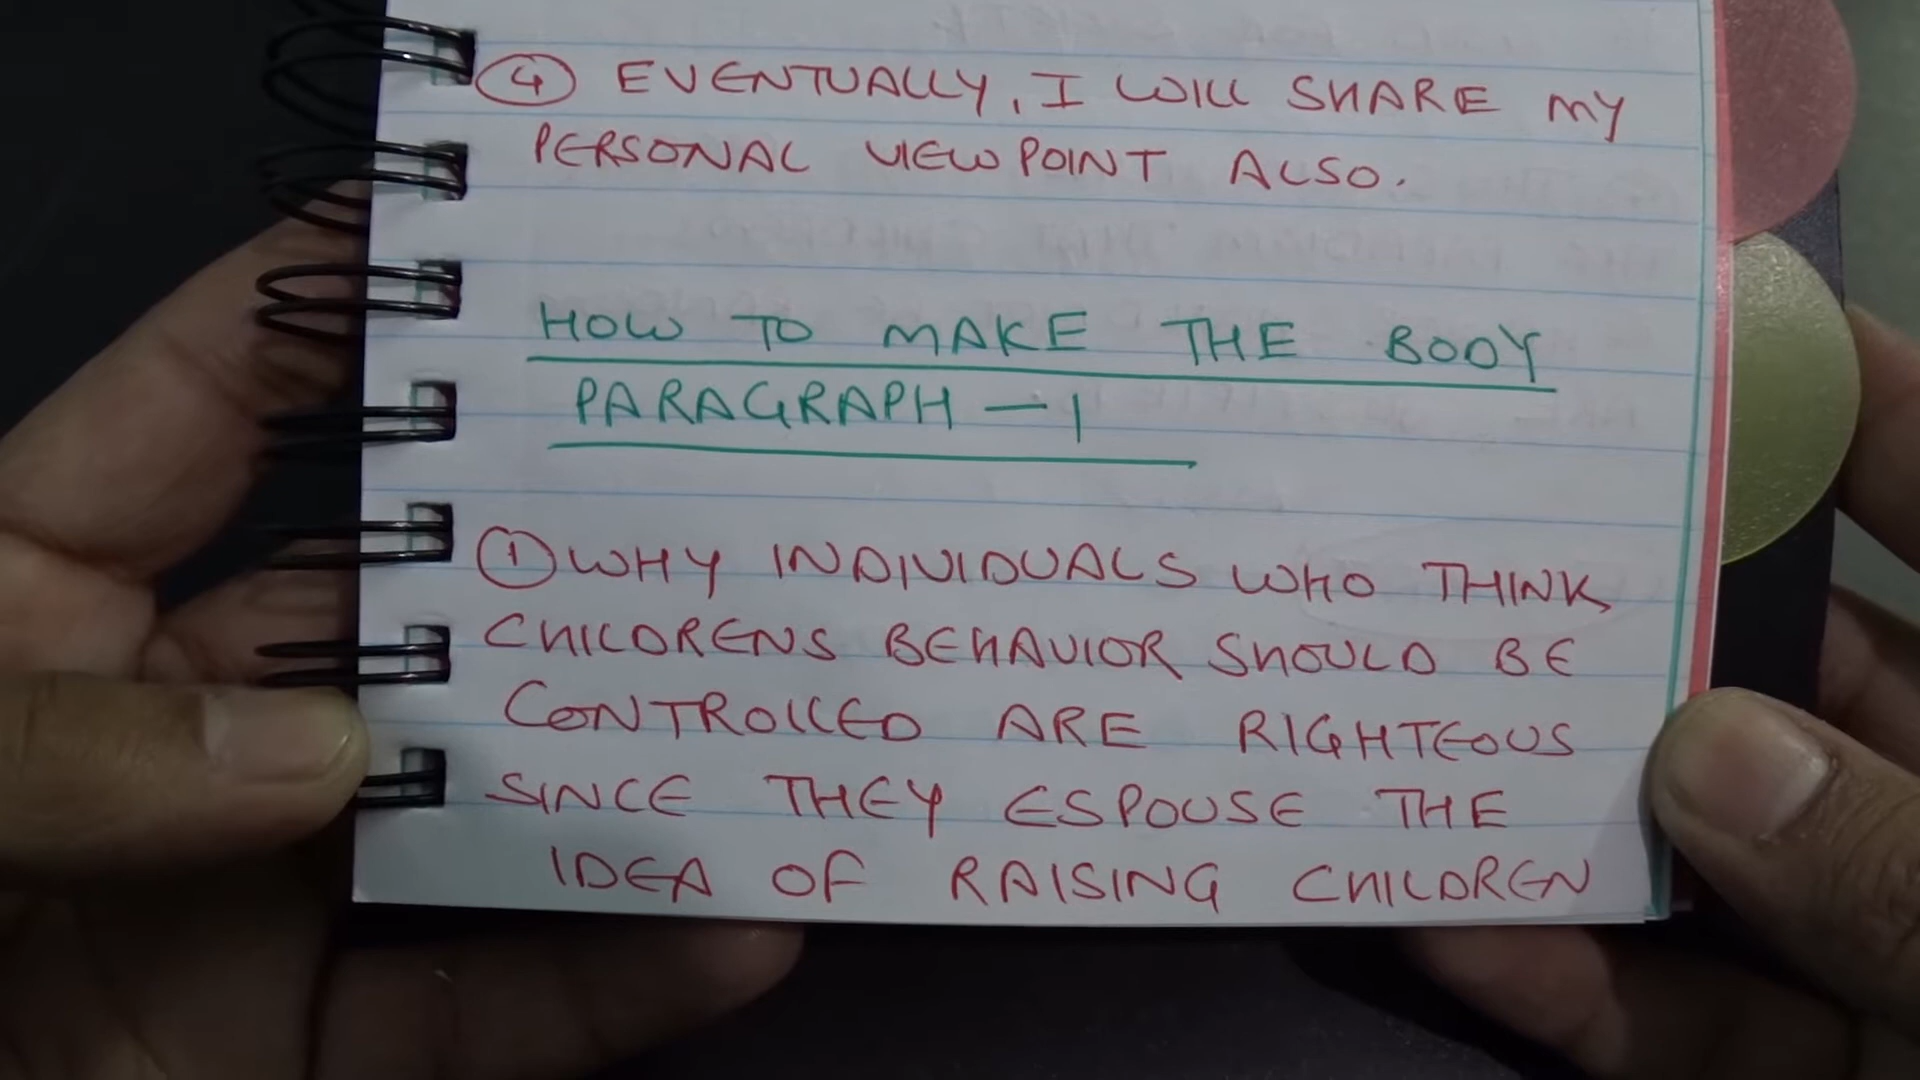 ④ EVENTUALLY, I WILL SHARE MY
PERSONAL VIEWPOINT ALSO.
HOW TO MAKE THE BODY
PARAGRAPH - 1
① WHY INDIVIDUALS WHO THINK
CHILDRENS BEHAVIOR SHOULD BE
CONTROLLED ARE RIGHTEOUS
SINCE THEY ESPOUSE THE
IDEA OF RAISING CHILDREN